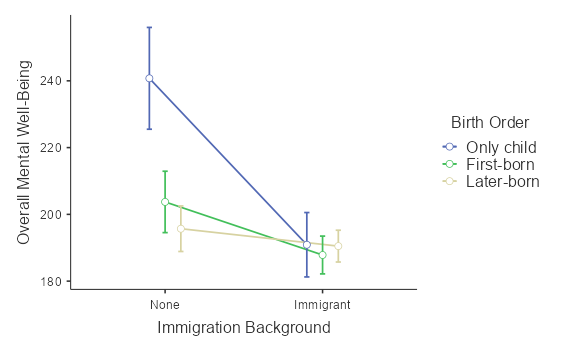 Overall Mental Well-Being
240
220
200
180
None
Immigrant
Immigration Background
Birth Order
Only child
First-born
Later-born